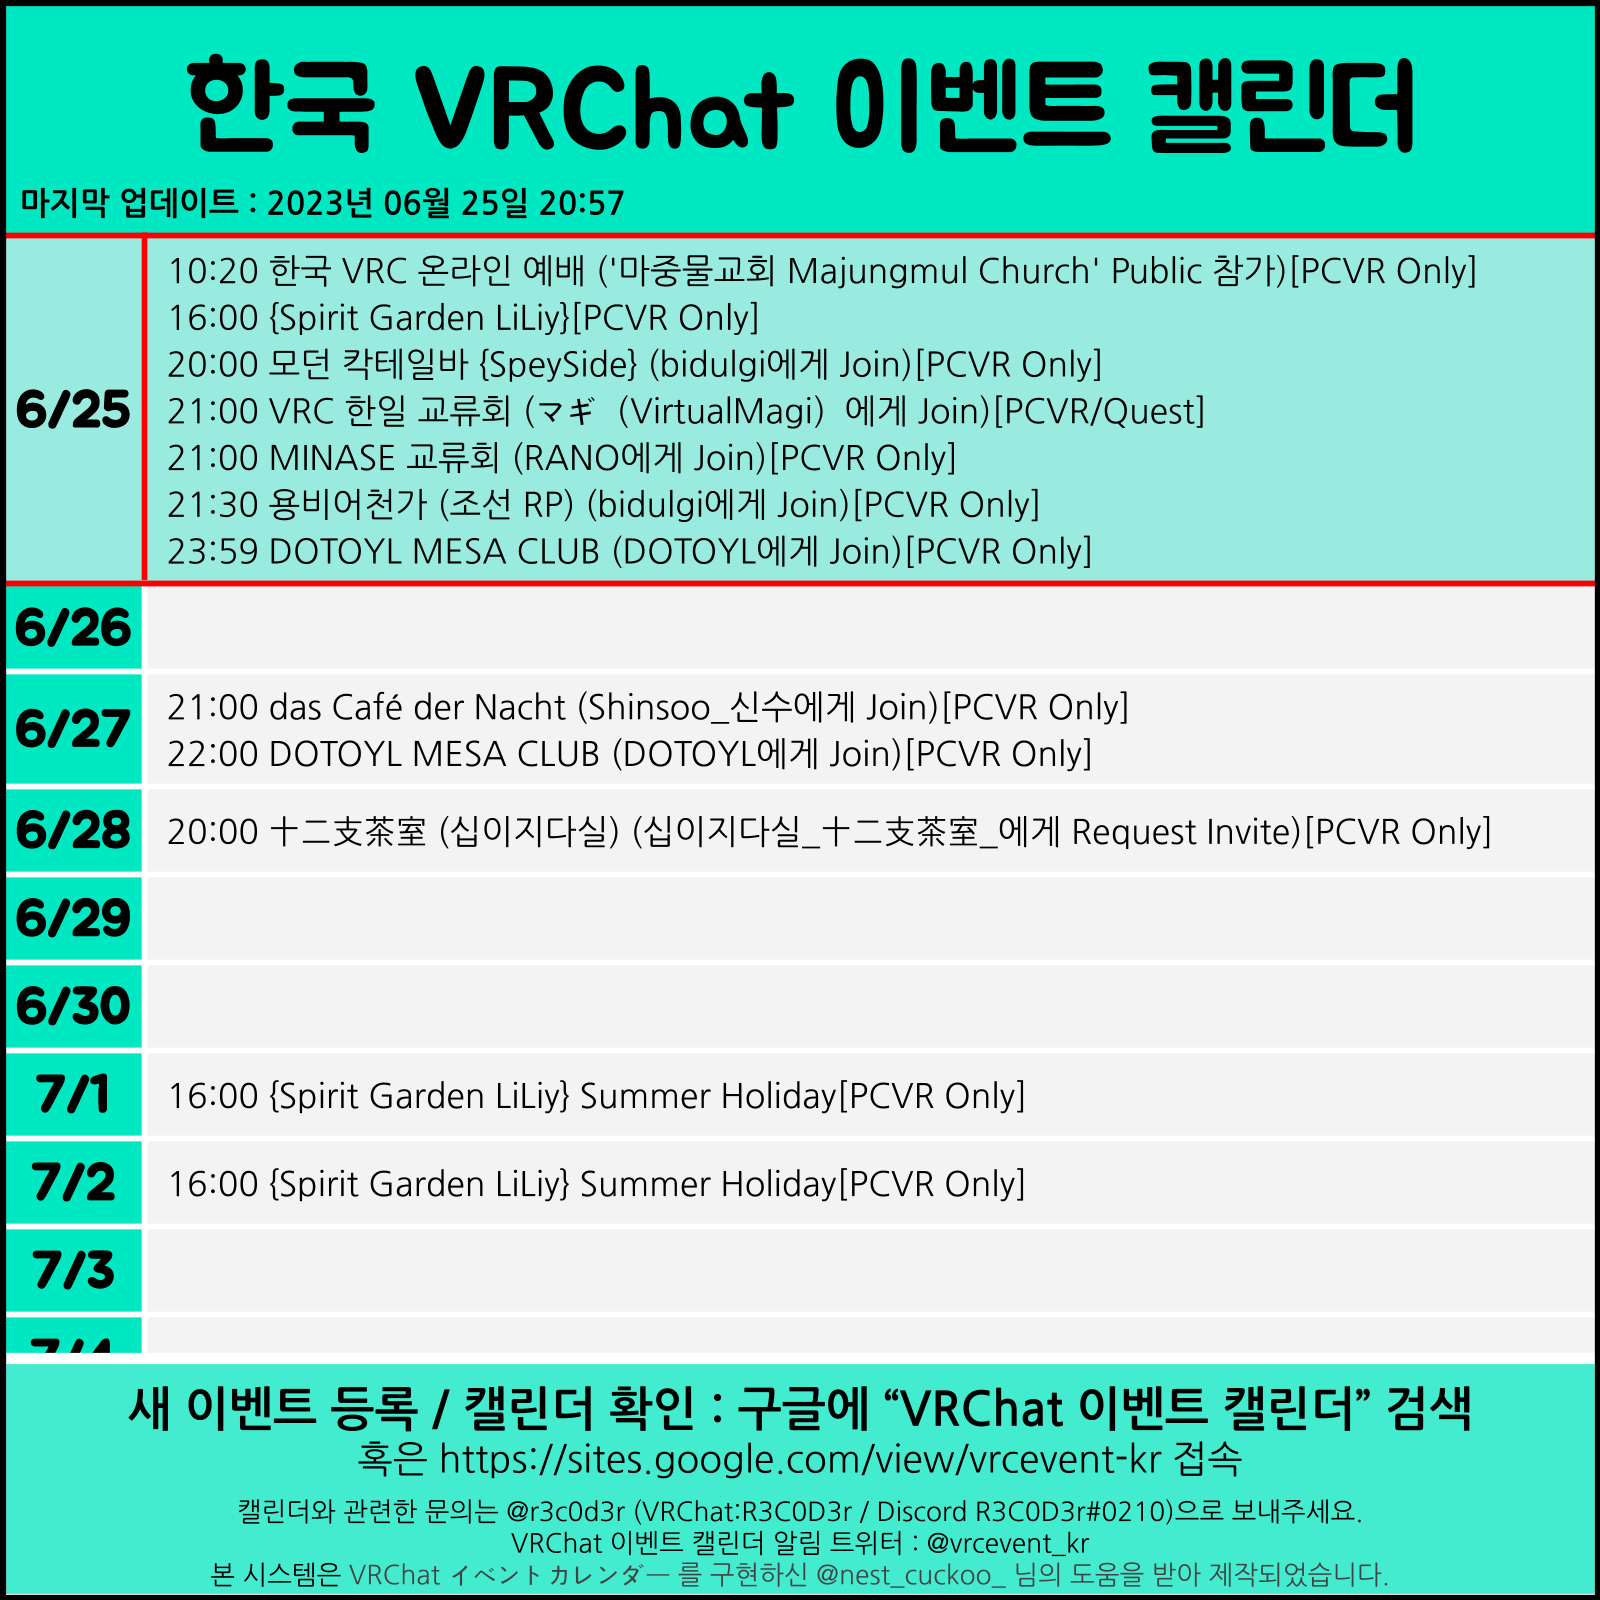 한국 VRChat 이벤트 캘린더
마지막 업데이트 : 2023년 06월 25일 20:57
6/25
10:20 한국 VRC 온라인 예배 ('마중물교회 Majungmul Church' Public 참가)[PCVR Only]
16:00 {Spirit Garden LiLiy}[PCVR Only]
20:00 모던 칵테일바 {SpeySide} (bidulgi에게 Join)[PCVR Only]
21:00 VRC 한일 교류회 (マギ（VirtualMagi）에게 Join)[PCVR/Quest]
21:00 MINASE 교류회 (RANO에게 Join)[PCVR Only]
21:30 용비어천가 (조선 RP) (bidulgi에게 Join)[PCVR Only]
23:59 DOTOYL MESA CLUB (DOTOYL에게 Join)[PCVR Only]
6/26
6/27
21:00 das Café der Nacht (Shinsoo_신수에게 Join)[PCVR Only]
22:00 DOTOYL MESA CLUB (DOTOYL에게 Join)[PCVR Only]
6/28
20:00 十二支茶室 (십이지다실) (십이지다실_十二支茶室_에게 Request Invite)[PCVR Only]
6/29
6/30
7/1
16:00 {Spirit Garden LiLiy} Summer Holiday[PCVR Only]
7/2
16:00 {Spirit Garden LiLiy} Summer Holiday[PCVR Only]
7/3
7/4
새 이벤트 등록 / 캘린더 확인 : 구글에 “VRChat 이벤트 캘린더” 검색
혹은 https://sites.google.com/view/vrcevent-kr 접속
캘린더와 관련한 문의는 @r3c0d3r (VRChat:R3C0D3r / Discord R3C0D3r#0210)으로 보내주세요.
VRChat 이벤트 캘린더 알림 트위터 : @vrcevent_kr
본 시스템은 VRChat イベントカレンダー 를 구현하신 @nest_cuckoo_ 님의 도움을 받아 제작되었습니다.